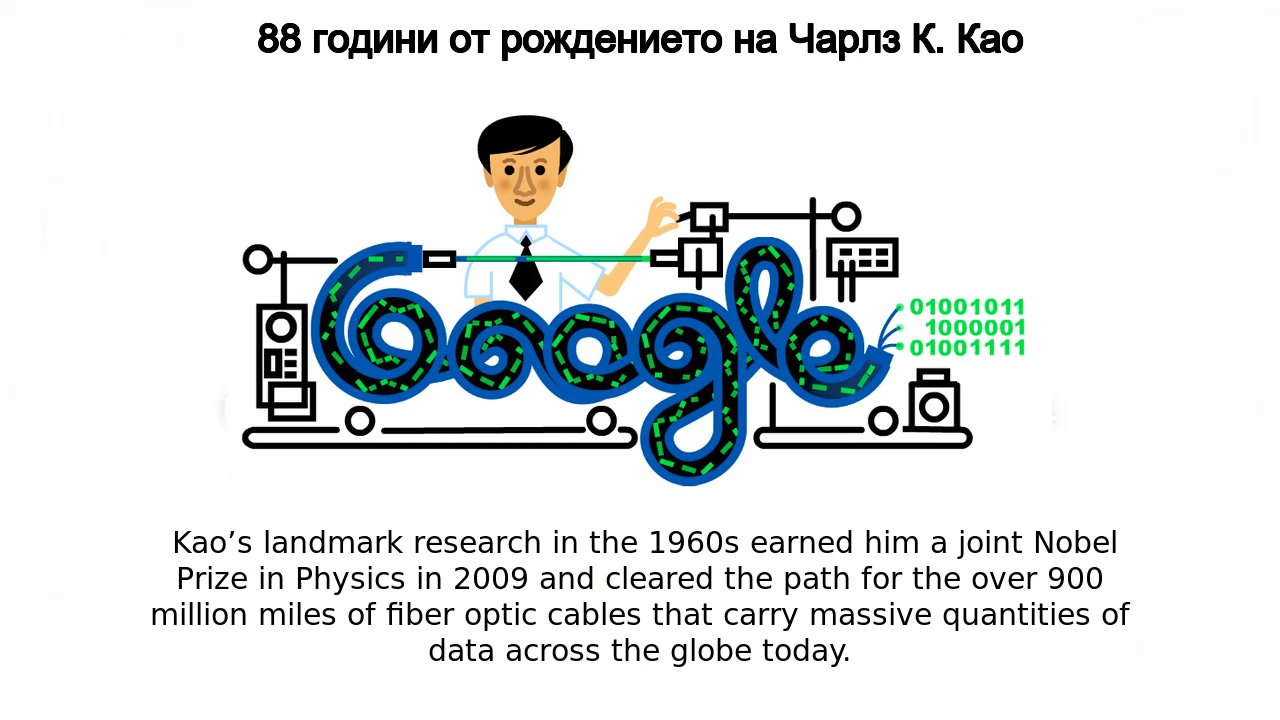 88 години от рождението на Чарлз К. Као
Google
01001011
1000001
01001111
Kao’s landmark research in the 1960s earned him a joint Nobel
Prize in Physics in 2009 and cleared the path for the over 900
million miles of fiber optic cables that carry massive quantities of
data across the globe today.